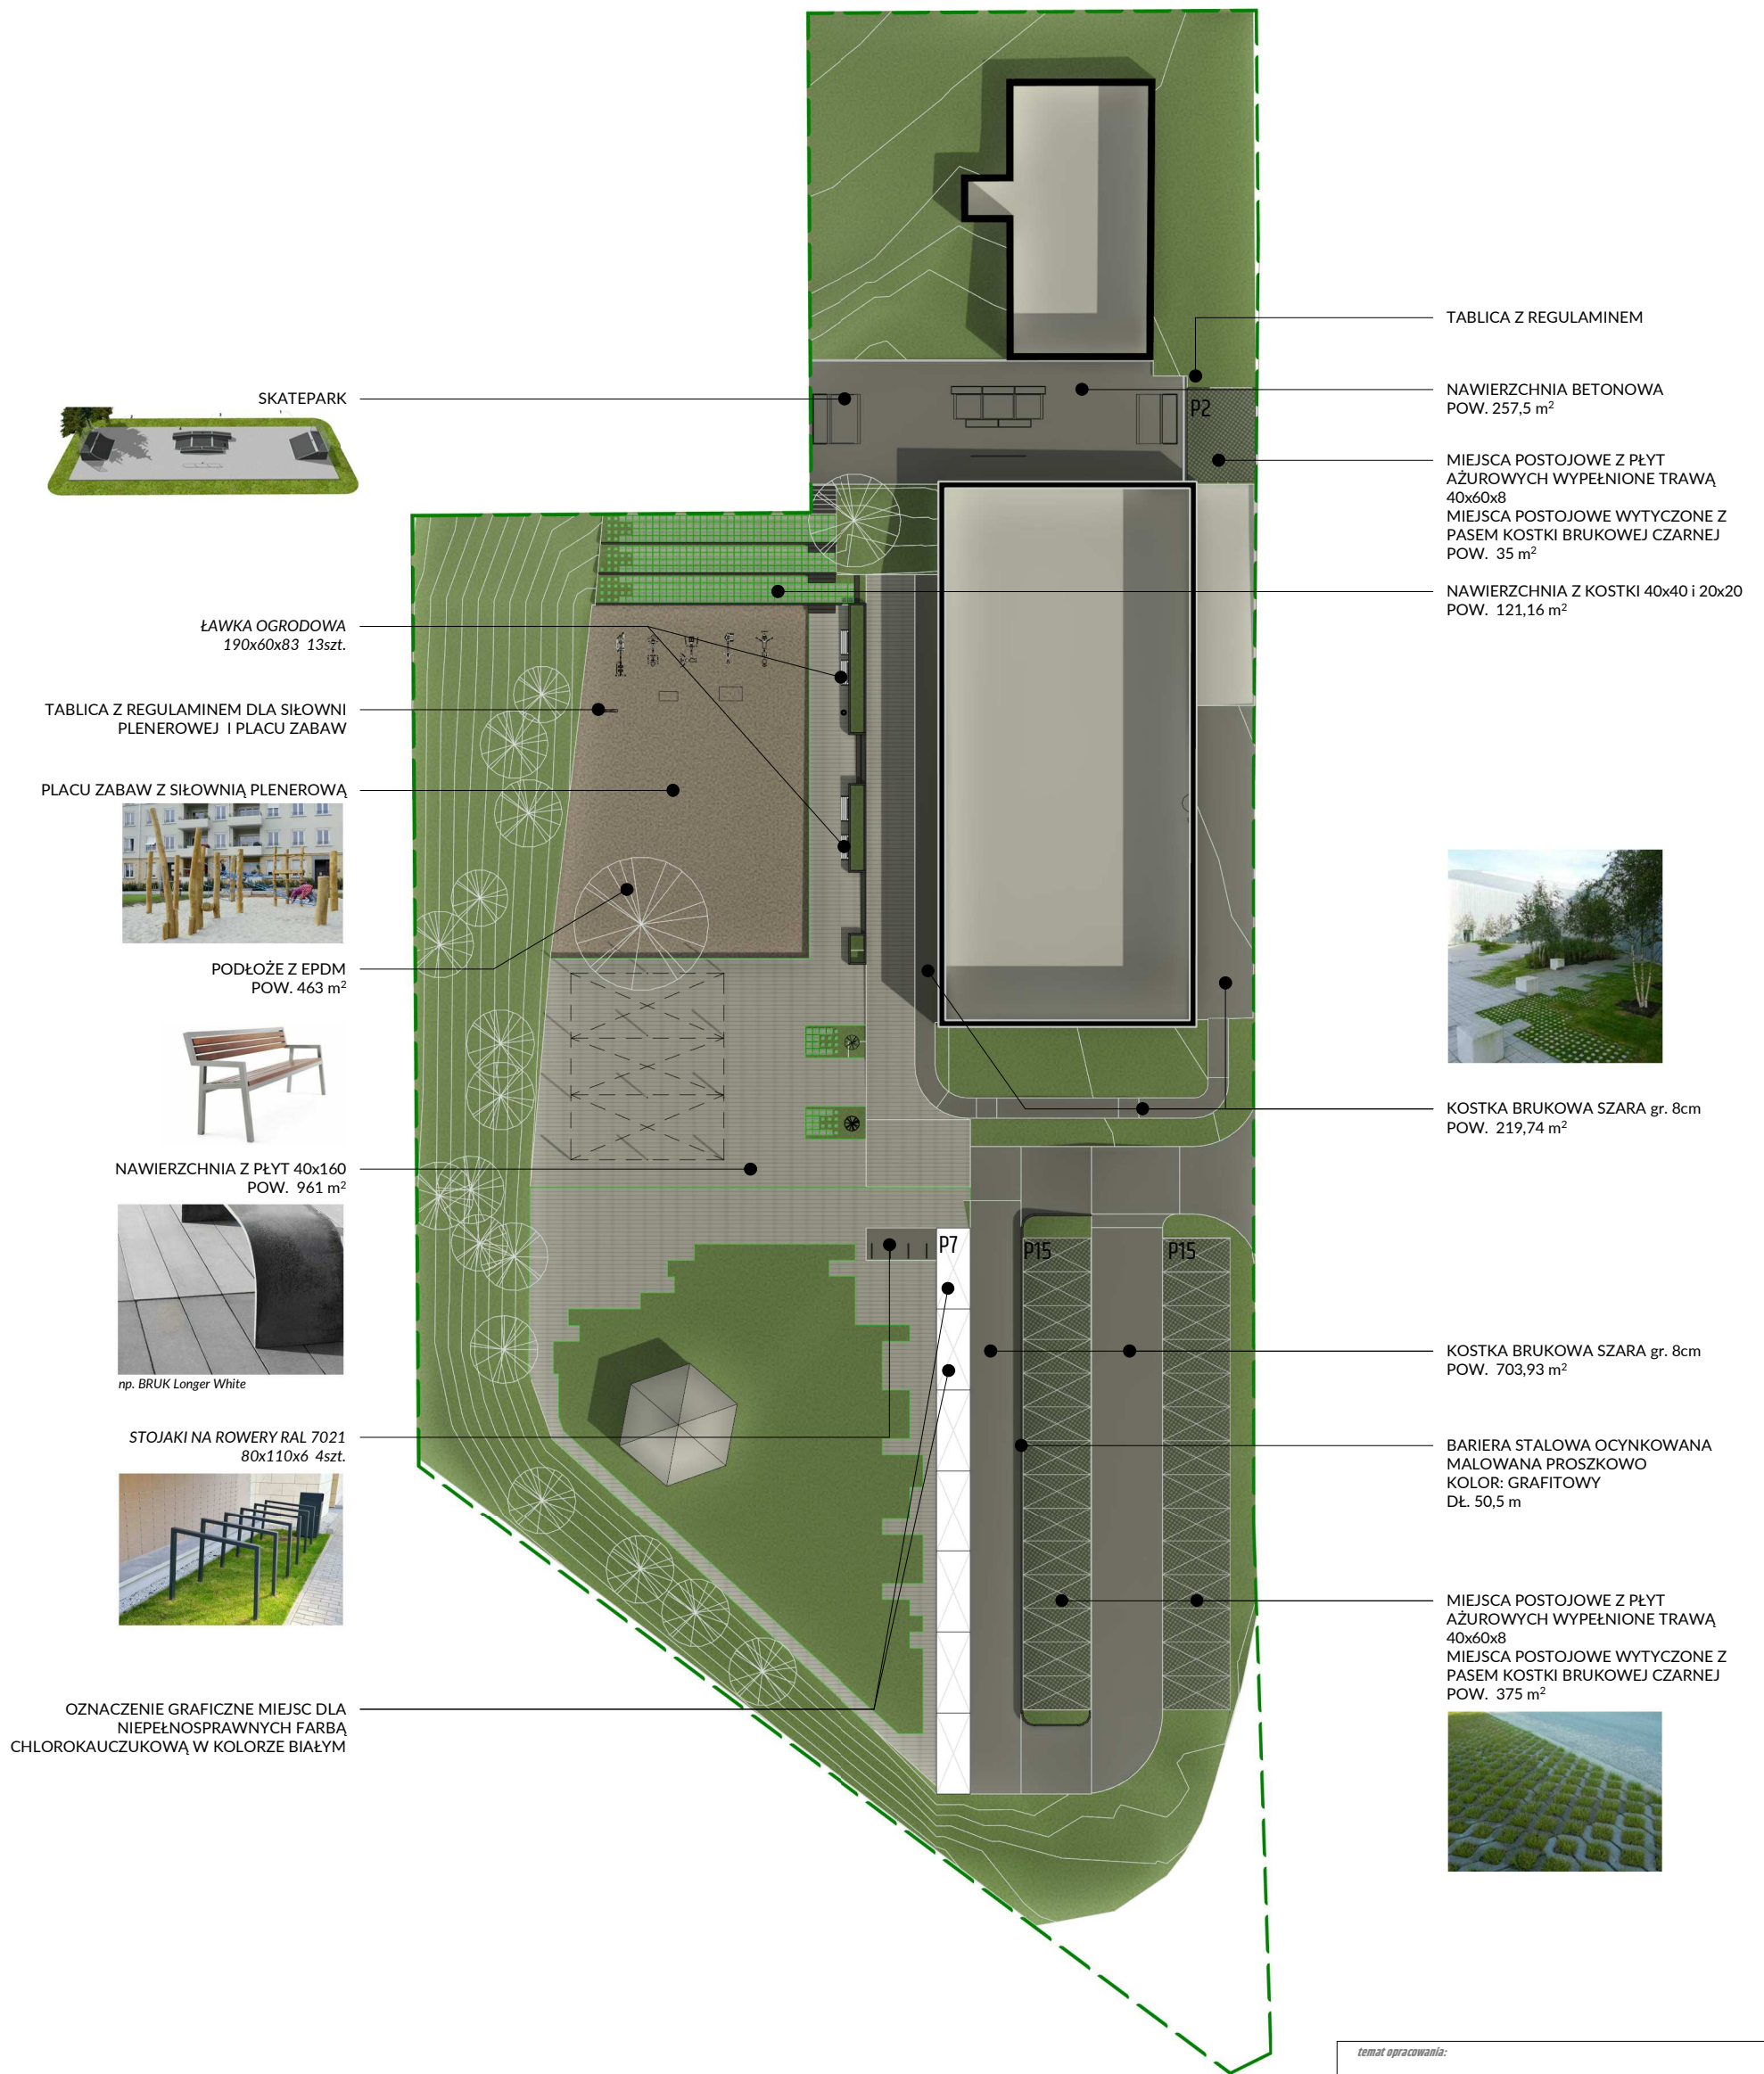 SKATEPARK
ŁAWKA OGRODOWA
190x60x83 13szt.
TABLICA Z REGULAMINEM DLA SIŁOWNI
PLENEROWEJ I PLACU ZABAW
PLACU ZABAW Z SIŁOWNIĄ PLENEROWĄ
PODŁOŻE Z EPDM
POW. 463 m²
NAWIERZCHNIA Z PŁYT 40x160
POW. 961 m²
np. BRUK Longer White
STOJAKI NA ROWERY RAL 7021
80x110x6 4szt.
OZNACZENIE GRAFICZNE MIEJSC DLA
NIEPEŁNOSPRAWNYCH FARBĄ
CHLOROKAUCZUKOWĄ W KOLORZE BIAŁYM
P2
P7
P15
P15
TABLICA Z REGULAMINEM
NAWIERZCHNIA BETONOWA
POW. 257,5 m²
MIEJSCA POSTOJOWE Z PŁYT
AŻUROWYCH WYPEŁNIONE TRAWĄ
40x60x8
MIEJSCA POSTOJOWE WYTYCZONE Z
PASEM KOSTKI BRUKOWEJ CZARNEJ
POW. 35 m²
NAWIERZCHNIA Z KOSTKI 40x40 i 20x20
POW. 121,16 m²
KOSTKA BRUKOWA SZARA gr. 8cm
POW. 219,74 m²
KOSTKA BRUKOWA SZARA gr. 8cm
POW. 703,93 m²
BARIERA STALOWA OCYNKOWANA
MALOWANA PROSZKOWO
KOLOR: GRAFITOWY
DŁ. 50,5 m
MIEJSCA POSTOJOWE Z PŁYT
AŻUROWYCH WYPEŁNIONE TRAWĄ
40x60x8
MIEJSCA POSTOJOWE WYTYCZONE Z
PASEM KOSTKI BRUKOWEJ CZARNEJ
POW. 375 m²
temat opracowania: